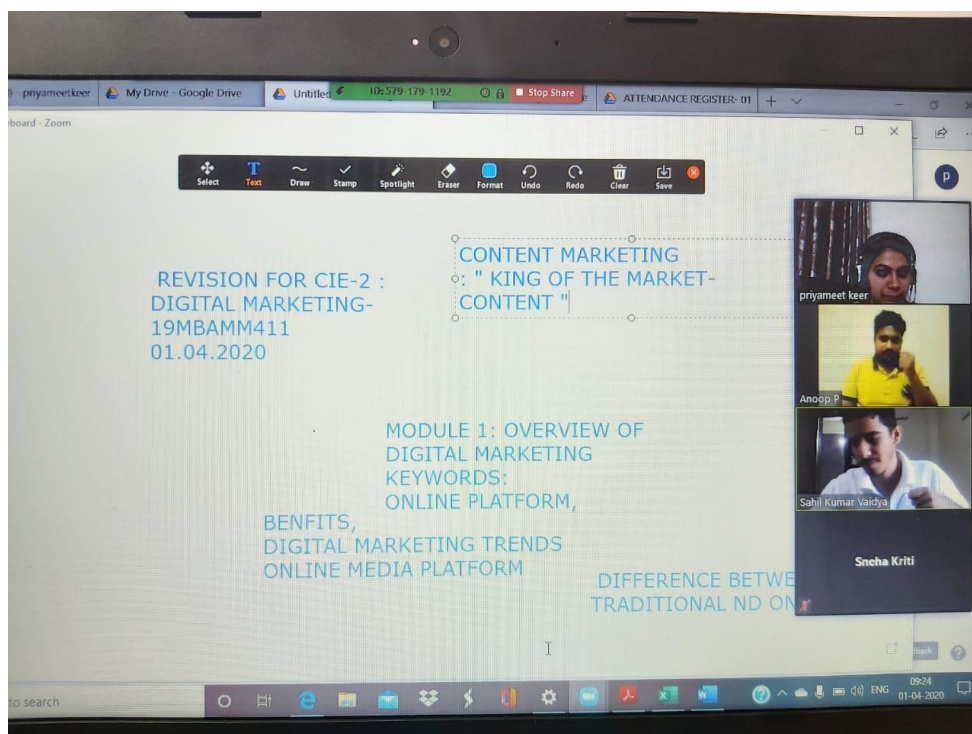 - priyameetkeer
My Drive - Google Drive
Untitled
ID: 579-179-1192
Stop Share
ATTENDANCE REGISTER- 01
board - Zoom
Select
Text
Draw
Stamp
Spotlight
Eraser
Format
Undo
Redo
Clear
Save
P
CONTENT MARKETING
: " KING OF THE MARKET-
CONTENT "
REVISION FOR CIE-2 :
DIGITAL MARKETING-
19MBAMM411
01.04.2020
priyameet keer
Anoop P
MODULE 1: OVERVIEW OF
DIGITAL MARKETING
KEYWORDS:
ONLINE PLATFORM,
Sahil Kumar Vaidya
BENFITS,
DIGITAL MARKETING TRENDS
ONLINE MEDIA PLATFORM
Sneha Kriti
DIFFERENCE BETWE
TRADITIONAL ND ON
to search
ENG
09:24
01-04-2020